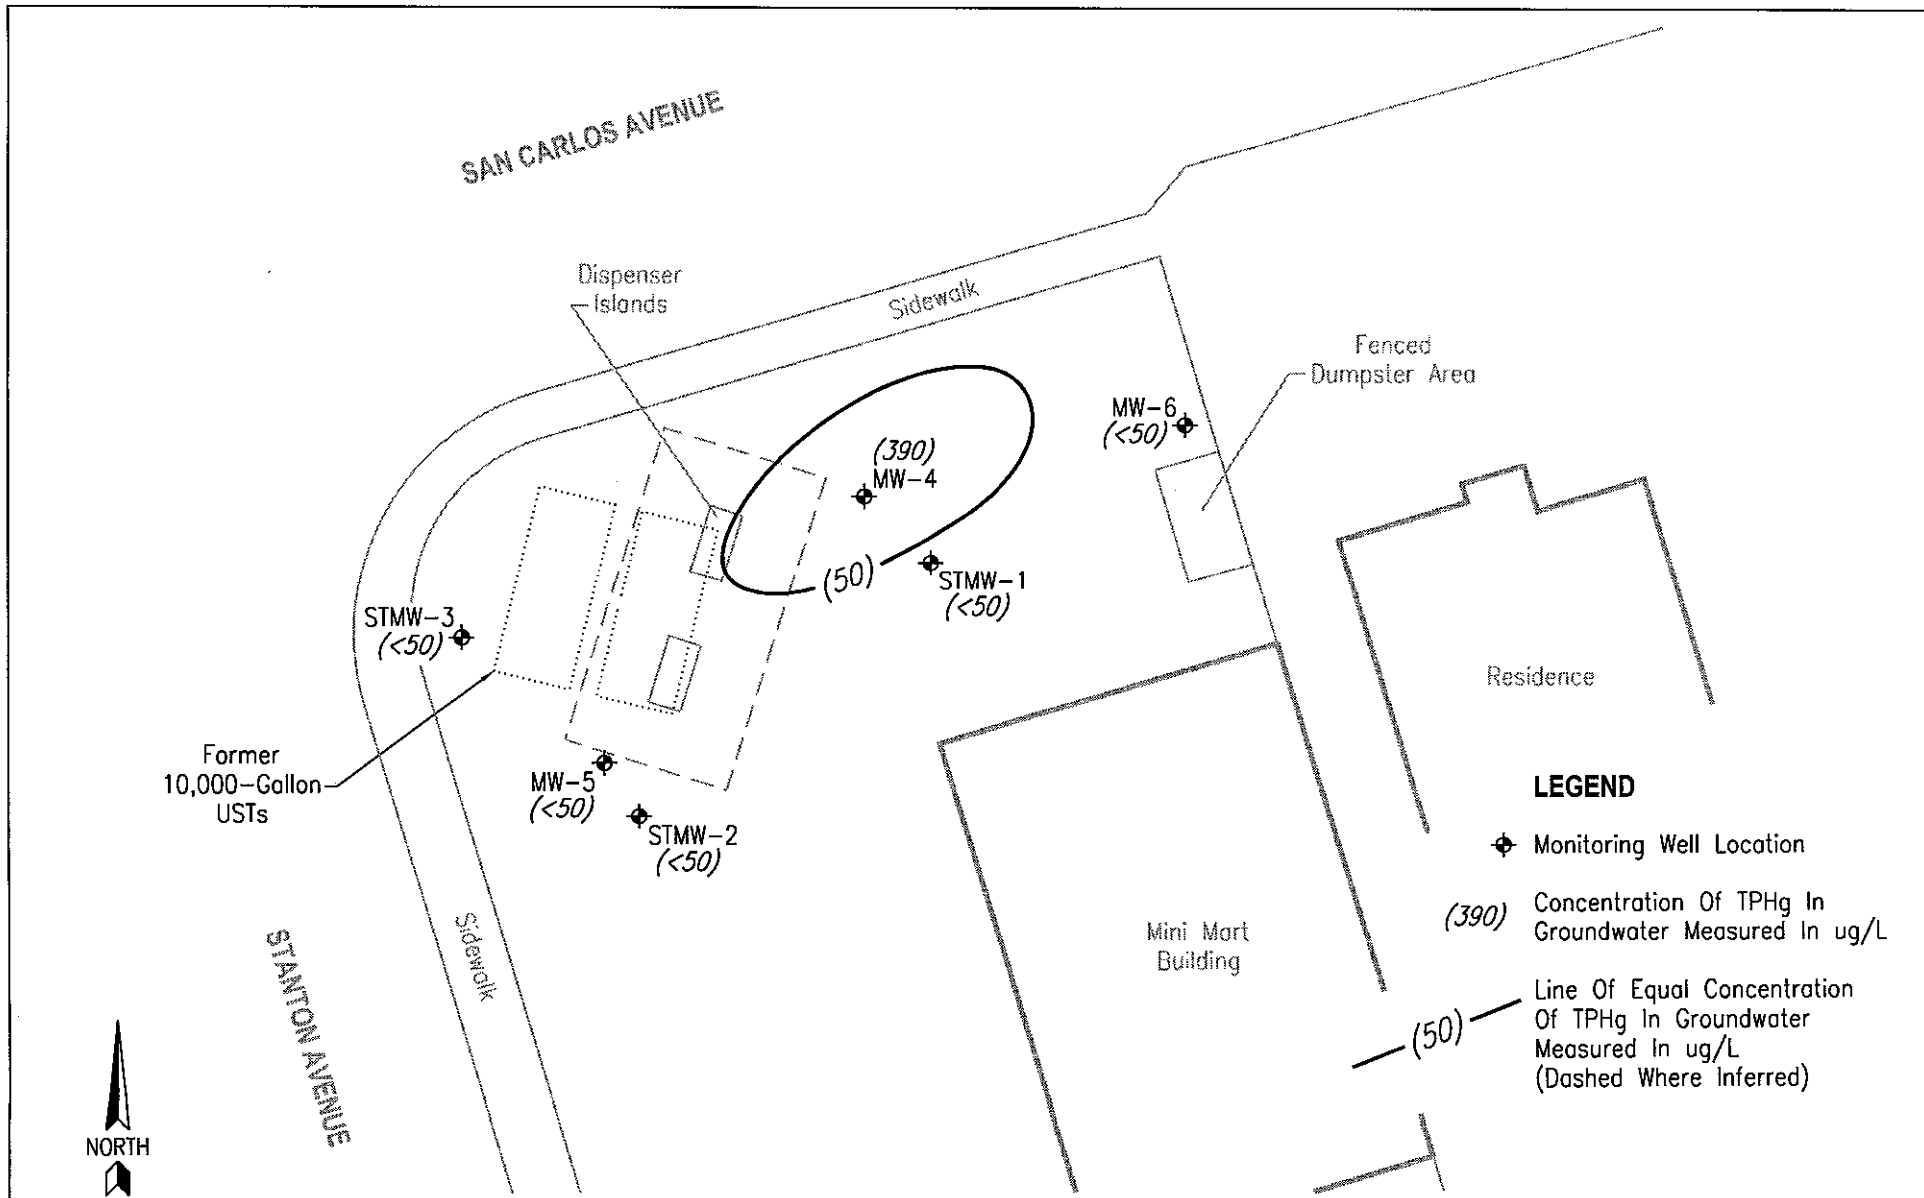 SAN CARLOS AVENUE
Dispenser
Islands
Sidewalk
Fenced
Dumpster Area
MW-6
(<50)
(390)
MW-4
(50)
STMW-1
(<50)
STMW-3
(<50)
Residence
Former
10,000-Gallon
USTs
MW-5
(<50)
STMW-2
(<50)
Mini Mart
Building
Sidewalk
STANTON AVENUE
NORTH
LEGEND
Monitoring Well Location
(390) Concentration Of TPHg In
Groundwater Measured In ug/L
(50)
Line Of Equal Concentration
Of TPHg In Groundwater
Measured In ug/L
(Dashed Where Inferred)